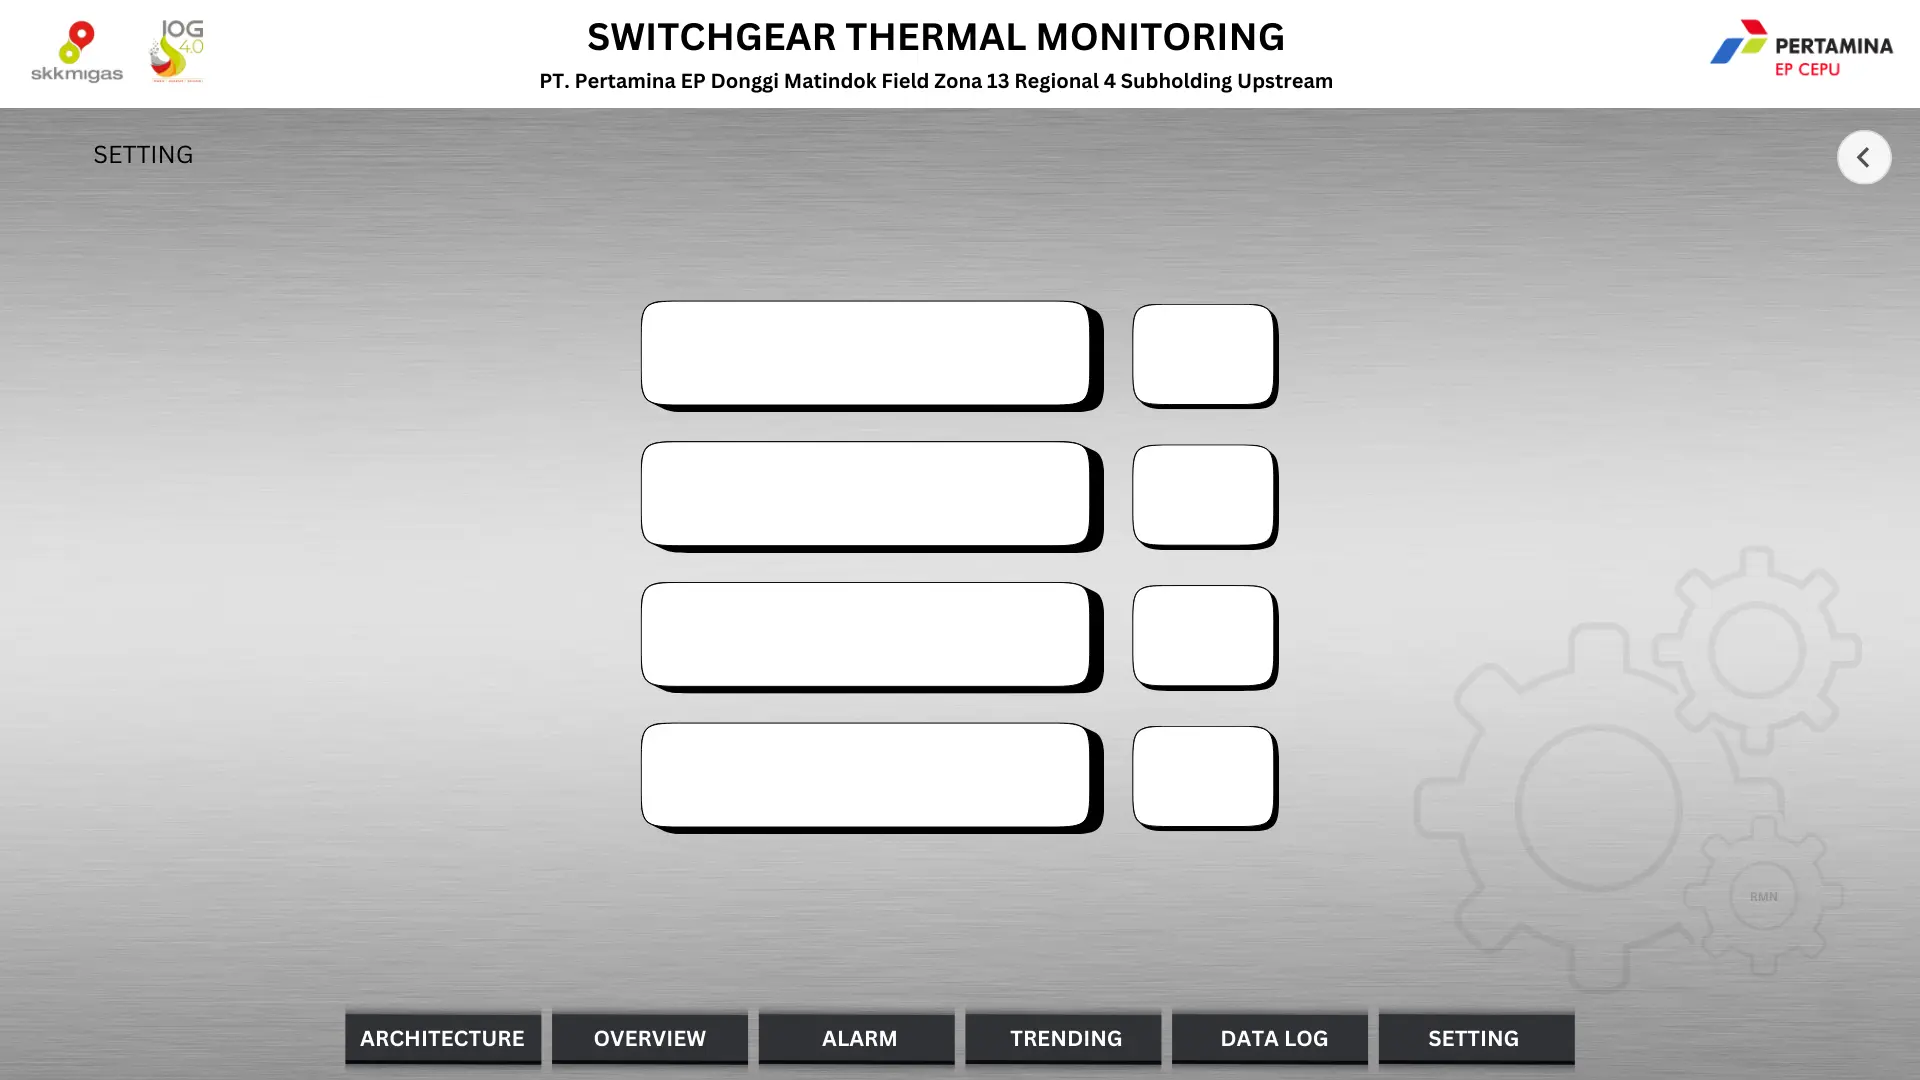 skkmigas
IOG
4.0
SWITCHGEAR THERMAL MONITORING
PT. Pertamina EP Donggi Matindok Field Zona 13 Regional 4 Subholding Upstream
PERTAMINA
EP CEPU
SETTING
RMN
ARCHITECTURE
OVERVIEW
ALARM
TRENDING
DATA LOG
SETTING